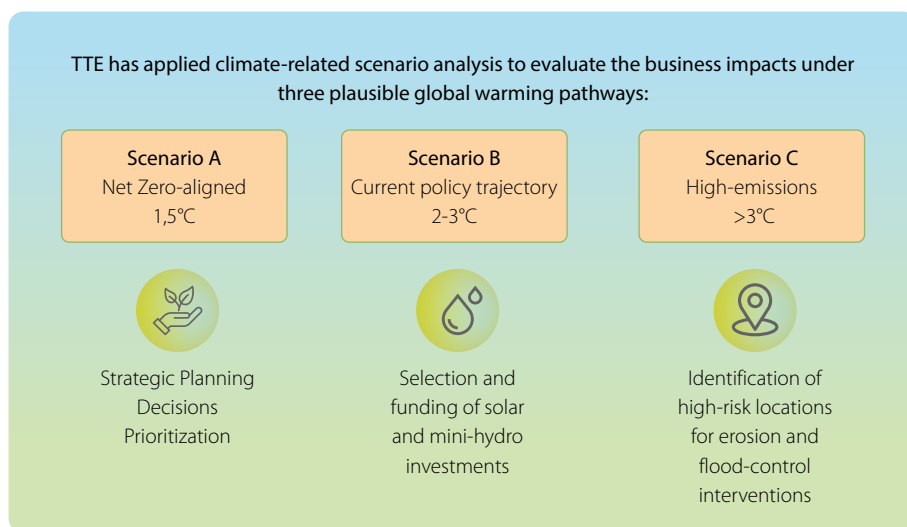 TTE has applied climate-related scenario analysis to evaluate the business impacts under
three plausible global warming pathways:
Scenario A
Net Zero-aligned
1,5°C
Scenario B
Current policy trajectory
2-3°C
Scenario C
High-emissions
>3°C
Strategic Planning
Decisions
Prioritization
Selection and
funding of solar
and mini-hydro
investments
Identification of
high-risk locations
for erosion and
flood-control
interventions